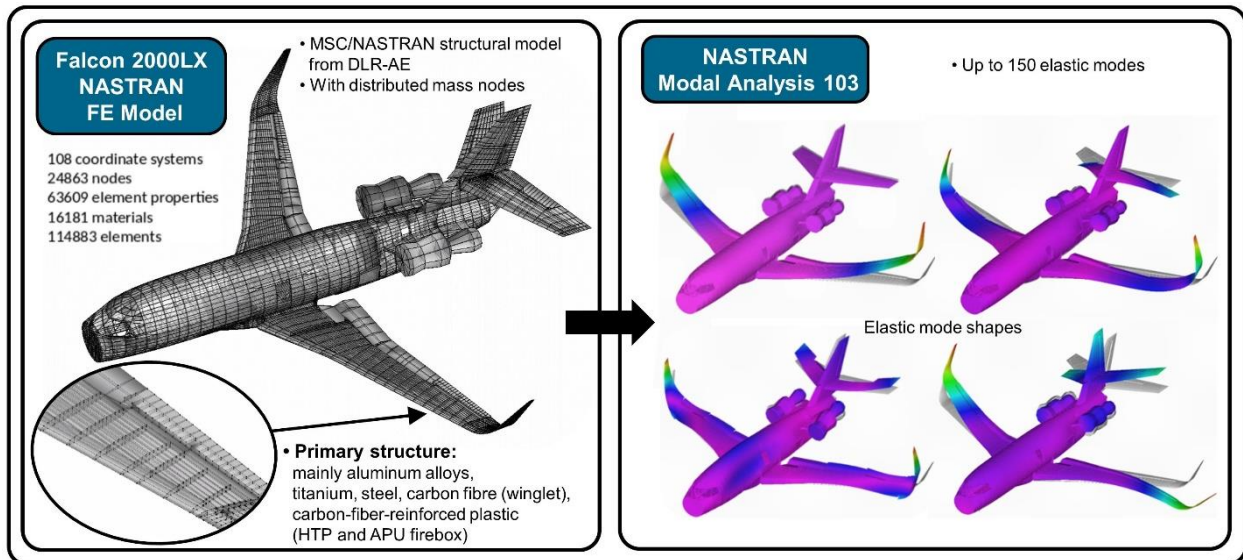 Falcon 2000LX
NASTRAN
FE Model
• MSC/NASTRAN structural model
from DLR-AE
• With distributed mass nodes
108 coordinate systems
24863 nodes
63609 element properties
16181 materials
114883 elements
• Primary structure:
mainly aluminum alloys,
titanium, steel, carbon fibre (winglet),
carbon-fiber-reinforced plastic
(HTP and APU firebox)
NASTRAN
Modal Analysis 103
• Up to 150 elastic modes
Elastic mode shapes